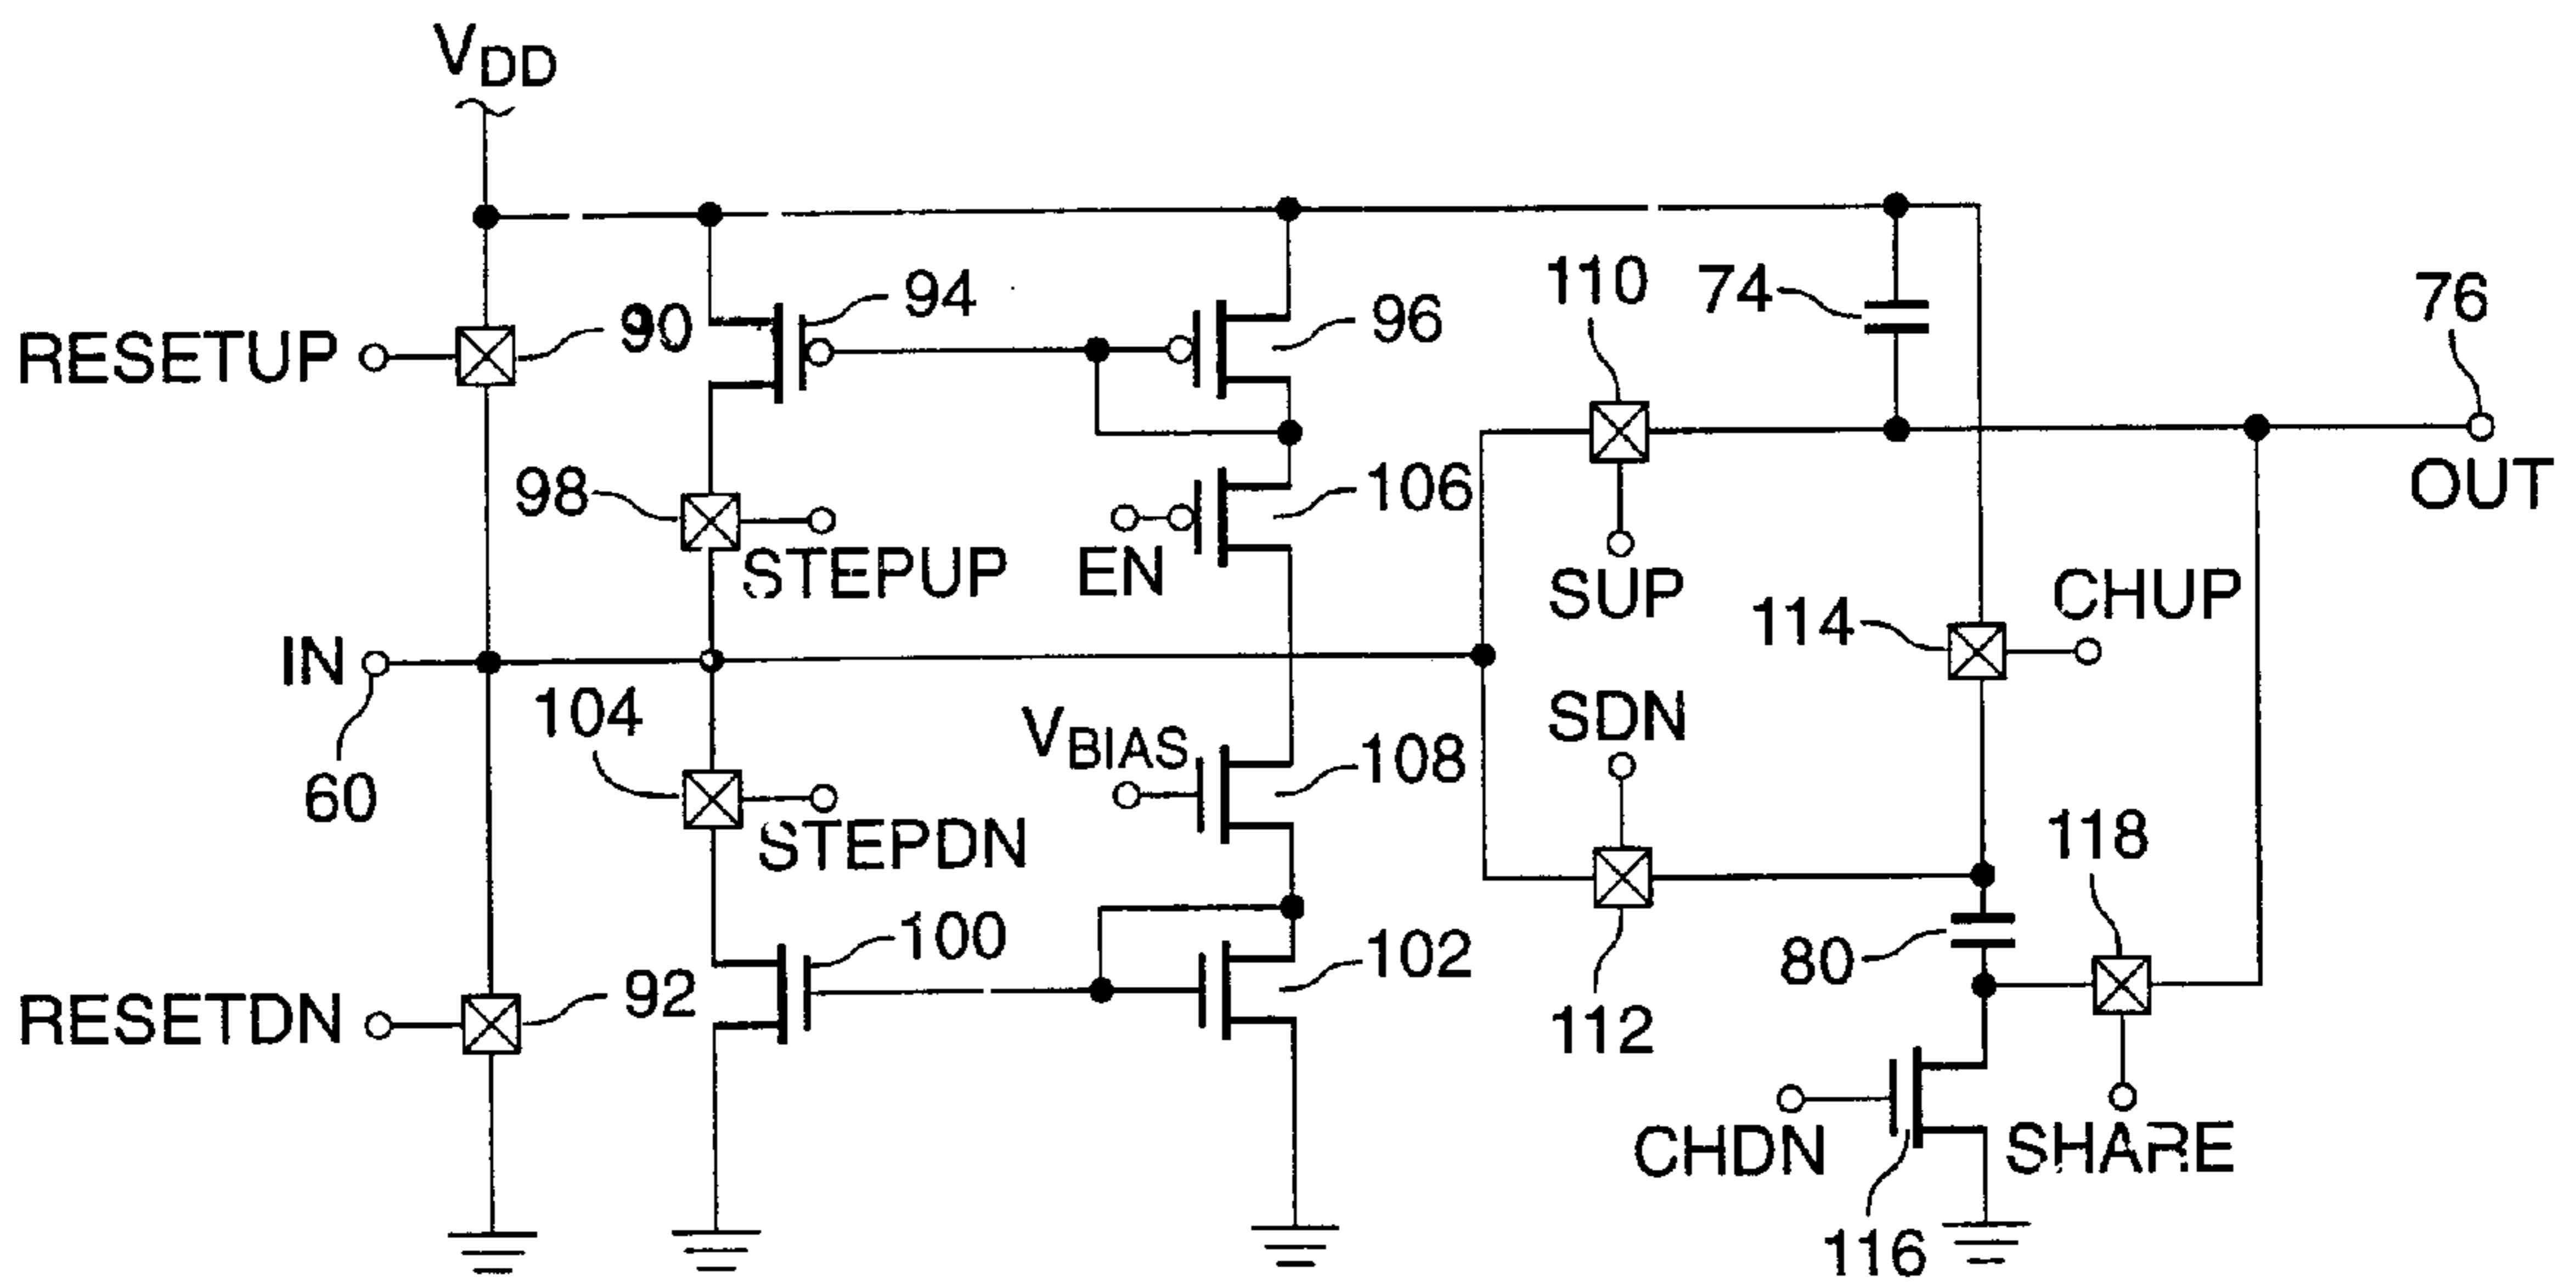 VDD
RESETUP
90
94
96
110
74
76
98
STEPUP
EN
106
SUP
114
CHUP
OUT
IN
60
104
STEPDN
VBIAS
108
SDN
118
RESETDN
92
100
102
112
80
CHDN
SHARE
116